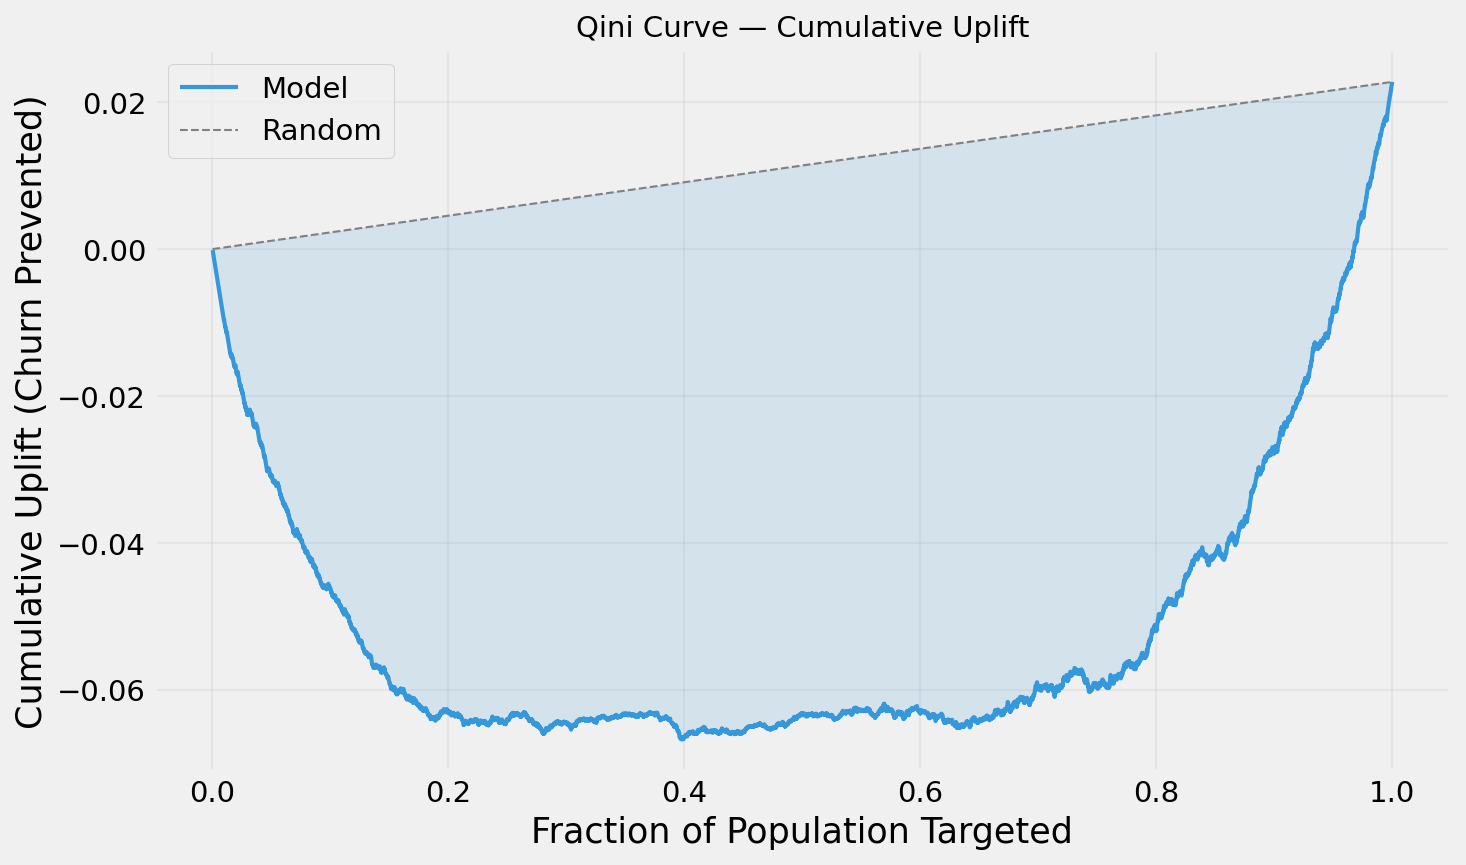 Qini Curve — Cumulative Uplift
Model
Random
Cumulative Uplift (Churn Prevented)
0.02
0.00
−0.02
−0.04
−0.06
0.0 0.2 0.4 0.6 0.8 1.0
Fraction of Population Targeted